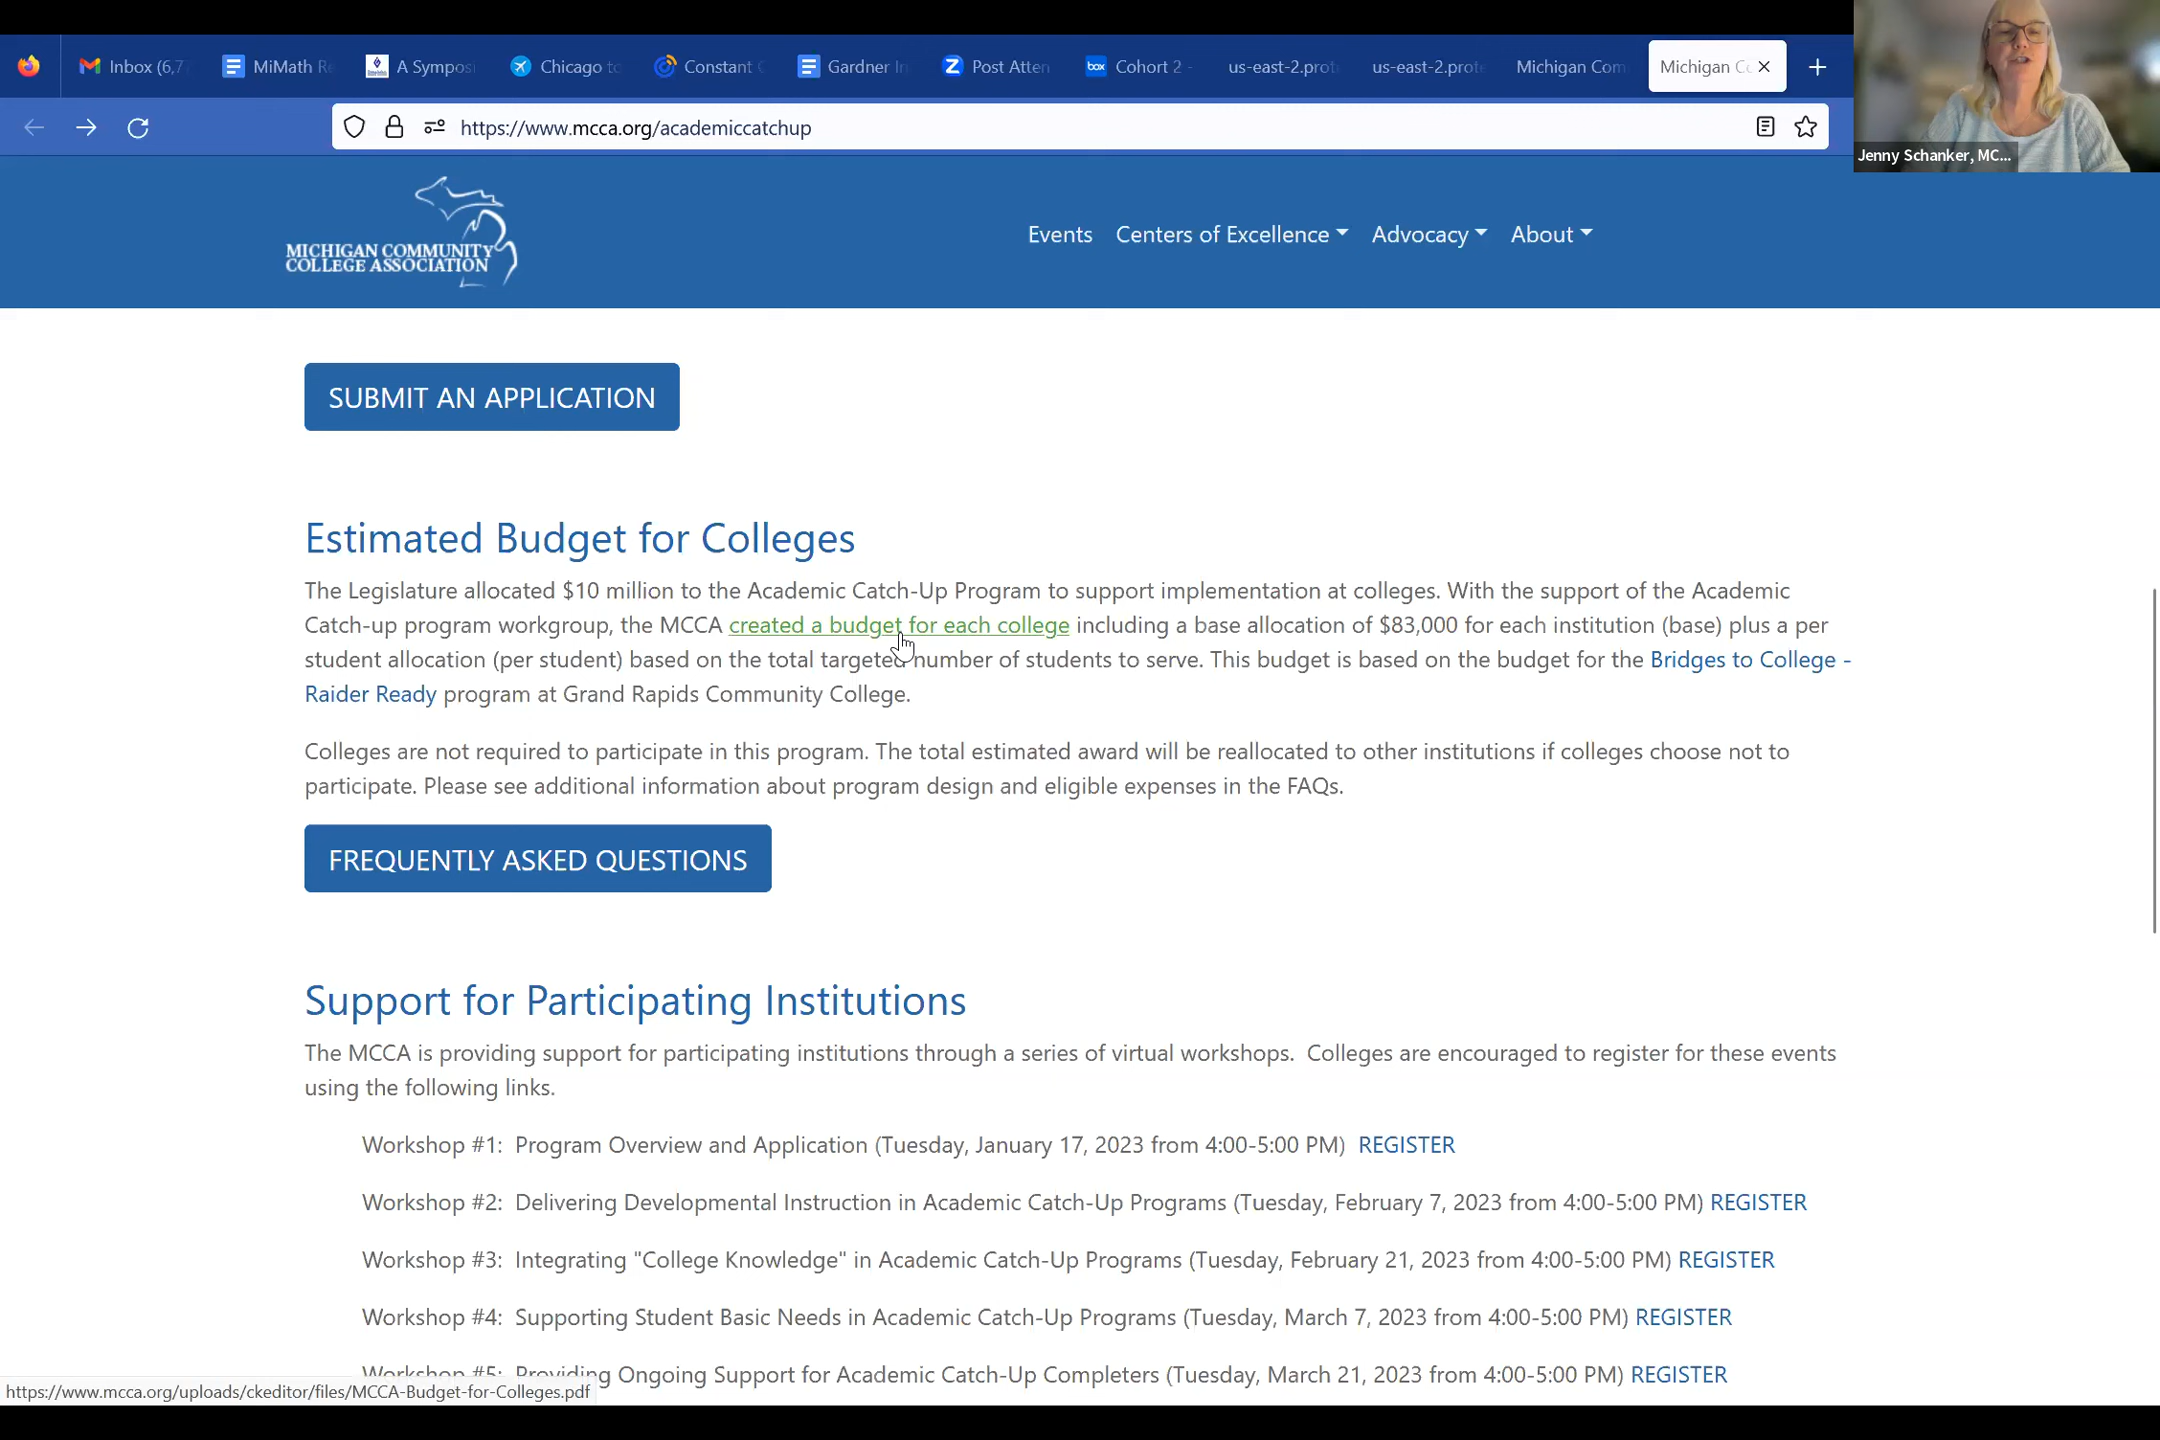 Inbox (6,7
MiMath Re
A Sympos
Chicago to
Constant C
Gardner In
Post Atten
Cohort 2 -
us-east-2.prote
us-east-2.prote
Michigan Com
Michigan Co
https://www.mcca.org/academiccatchup
Jenny Schanker, MC...
MICHIGAN COMMUNITY
COLLEGE ASSOCIATION
Events
Centers of Excellence
Advocacy
About
SUBMIT AN APPLICATION
Estimated Budget for Colleges
The Legislature allocated $10 million to the Academic Catch-Up Program to support implementation at colleges. With the support of the Academic
Catch-up program workgroup, the MCCA created a budget for each college including a base allocation of $83,000 for each institution (base) plus a per
student allocation (per student) based on the total targeted number of students to serve. This budget is based on the budget for the Bridges to College -
Raider Ready program at Grand Rapids Community College.
Colleges are not required to participate in this program. The total estimated award will be reallocated to other institutions if colleges choose not to
participate. Please see additional information about program design and eligible expenses in the FAQs.
FREQUENTLY ASKED QUESTIONS
Support for Participating Institutions
The MCCA is providing support for participating institutions through a series of virtual workshops. Colleges are encouraged to register for these events
using the following links.
Workshop #1: Program Overview and Application (Tuesday, January 17, 2023 from 4:00-5:00 PM) REGISTER
Workshop #2: Delivering Developmental Instruction in Academic Catch-Up Programs (Tuesday, February 7, 2023 from 4:00-5:00 PM) REGISTER
Workshop #3: Integrating "College Knowledge" in Academic Catch-Up Programs (Tuesday, February 21, 2023 from 4:00-5:00 PM) REGISTER
Workshop #4: Supporting Student Basic Needs in Academic Catch-Up Programs (Tuesday, March 7, 2023 from 4:00-5:00 PM) REGISTER
Workshop #5: Providing Ongoing Support for Academic Catch-Up Completers (Tuesday, March 21, 2023 from 4:00-5:00 PM) REGISTER
https://www.mcca.org/uploads/ckeditor/files/MCCA-Budget-for-Colleges.pdf